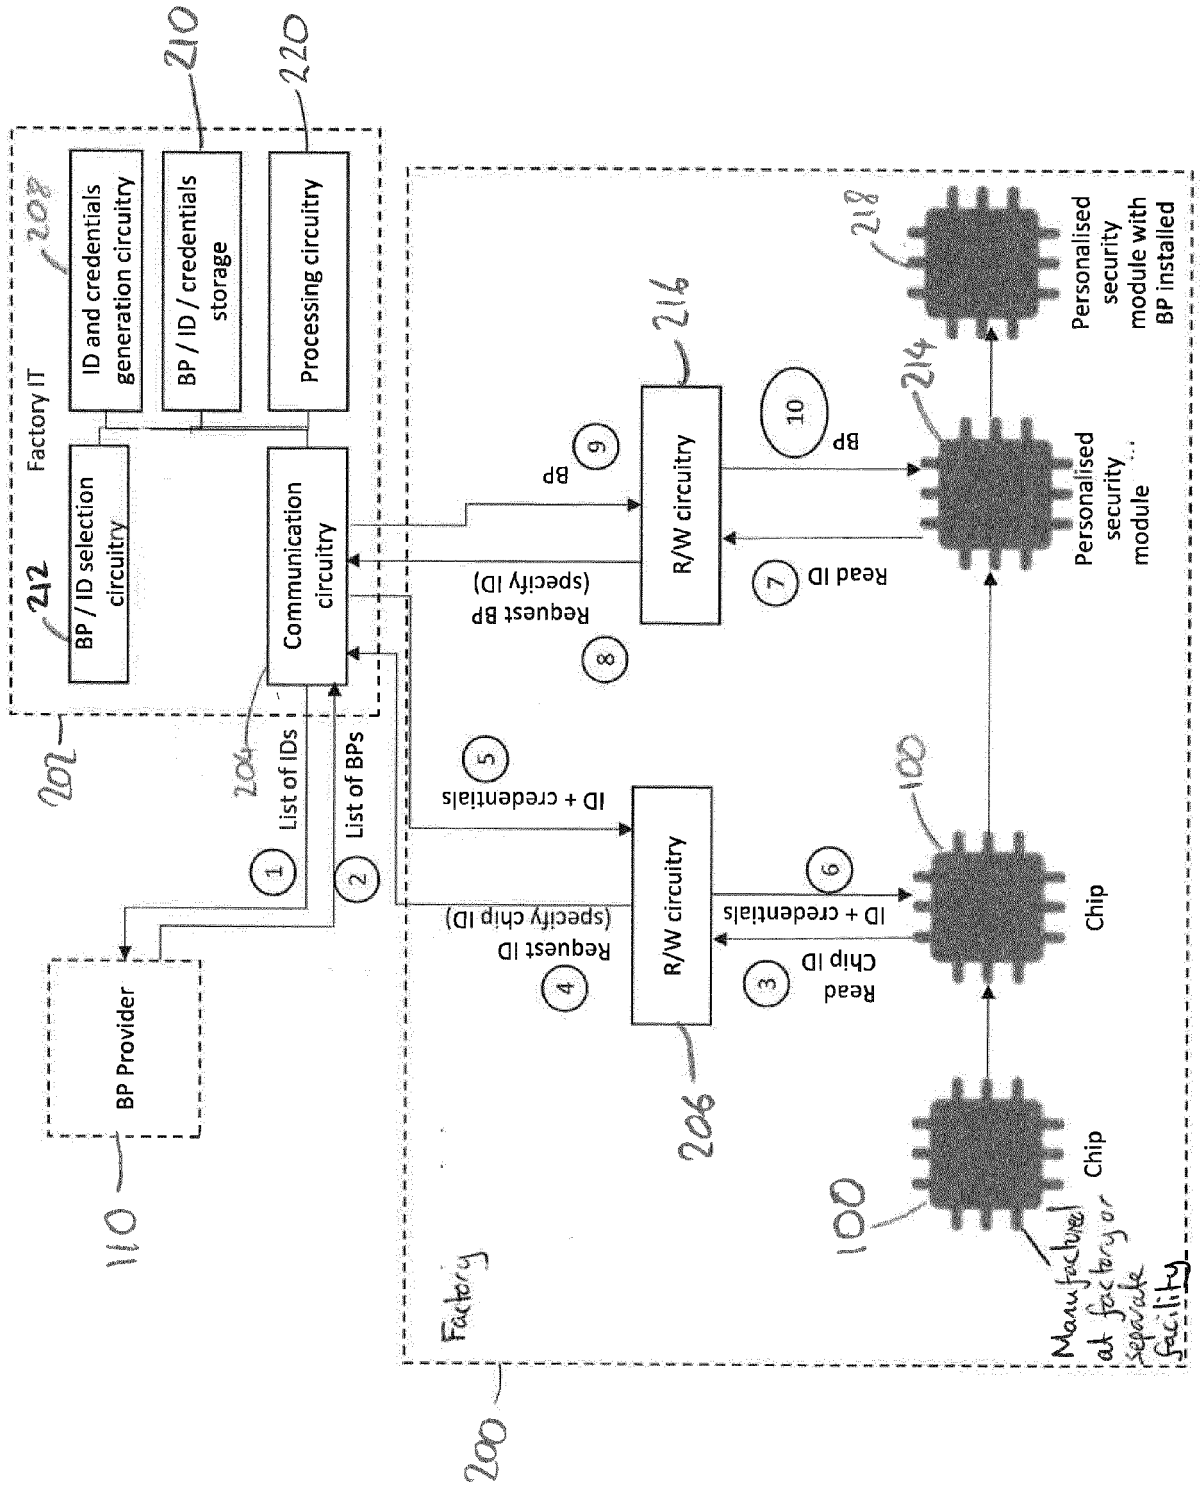 110
BP Provider
1
List of IDs
2
List of BPs
202
Factory IT
212
BP / ID selection
circuitry
208
ID and credentials
generation circuitry
210
BP / ID / credentials
storage
204
Communication
circuitry
220
Processing circuitry
200
Factory
4
Request ID
(specify chip ID)
5
ID + credentials
8
Request BP
(specify ID)
9
BP
206
R/W circuitry
216
R/W circuitry
3
Read
Chip ID
6
ID + credentials
7
Read ID
10
BP
100
Chip
Manufactured
at factory or
separate
facility
100
Chip
214
Personalised
security
module ...
218
Personalised
security
module with
BP installed